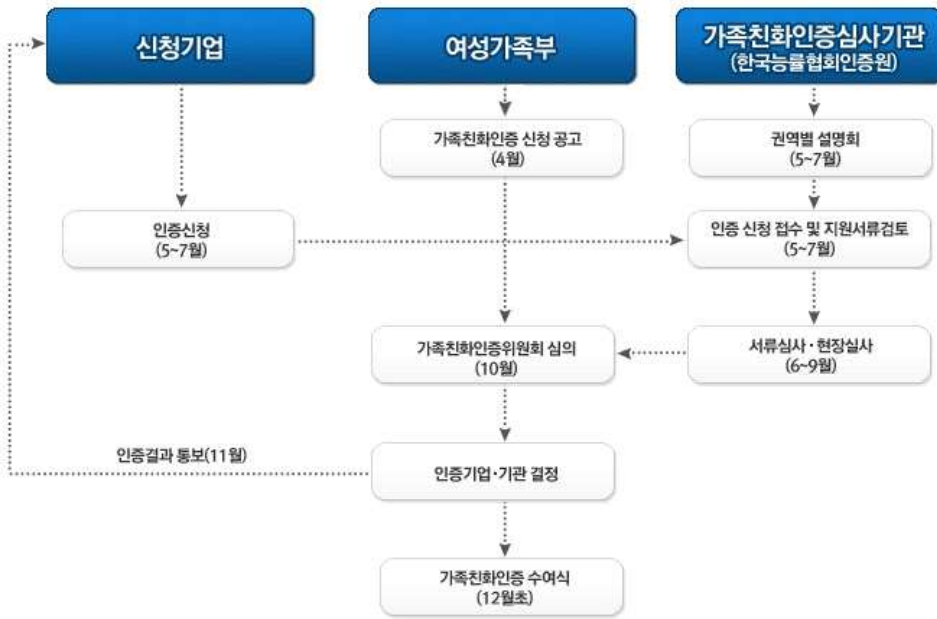 신청기업
여성가족부
가족친화인증심사기관
(한국능률협회인증원)
가족친화인증 신청 공고
(4월)
권역별 설명회
(5~7월)
인증신청
(5~7월)
인증 신청 접수 및 지원서류검토
(5~7월)
가족친화인증위원회 심의
(10월)
서류심사·현장실사
(6~9월)
인증결과 통보(11월)
인증기업·기관 결정
가족친화인증 수여식
(12월초)